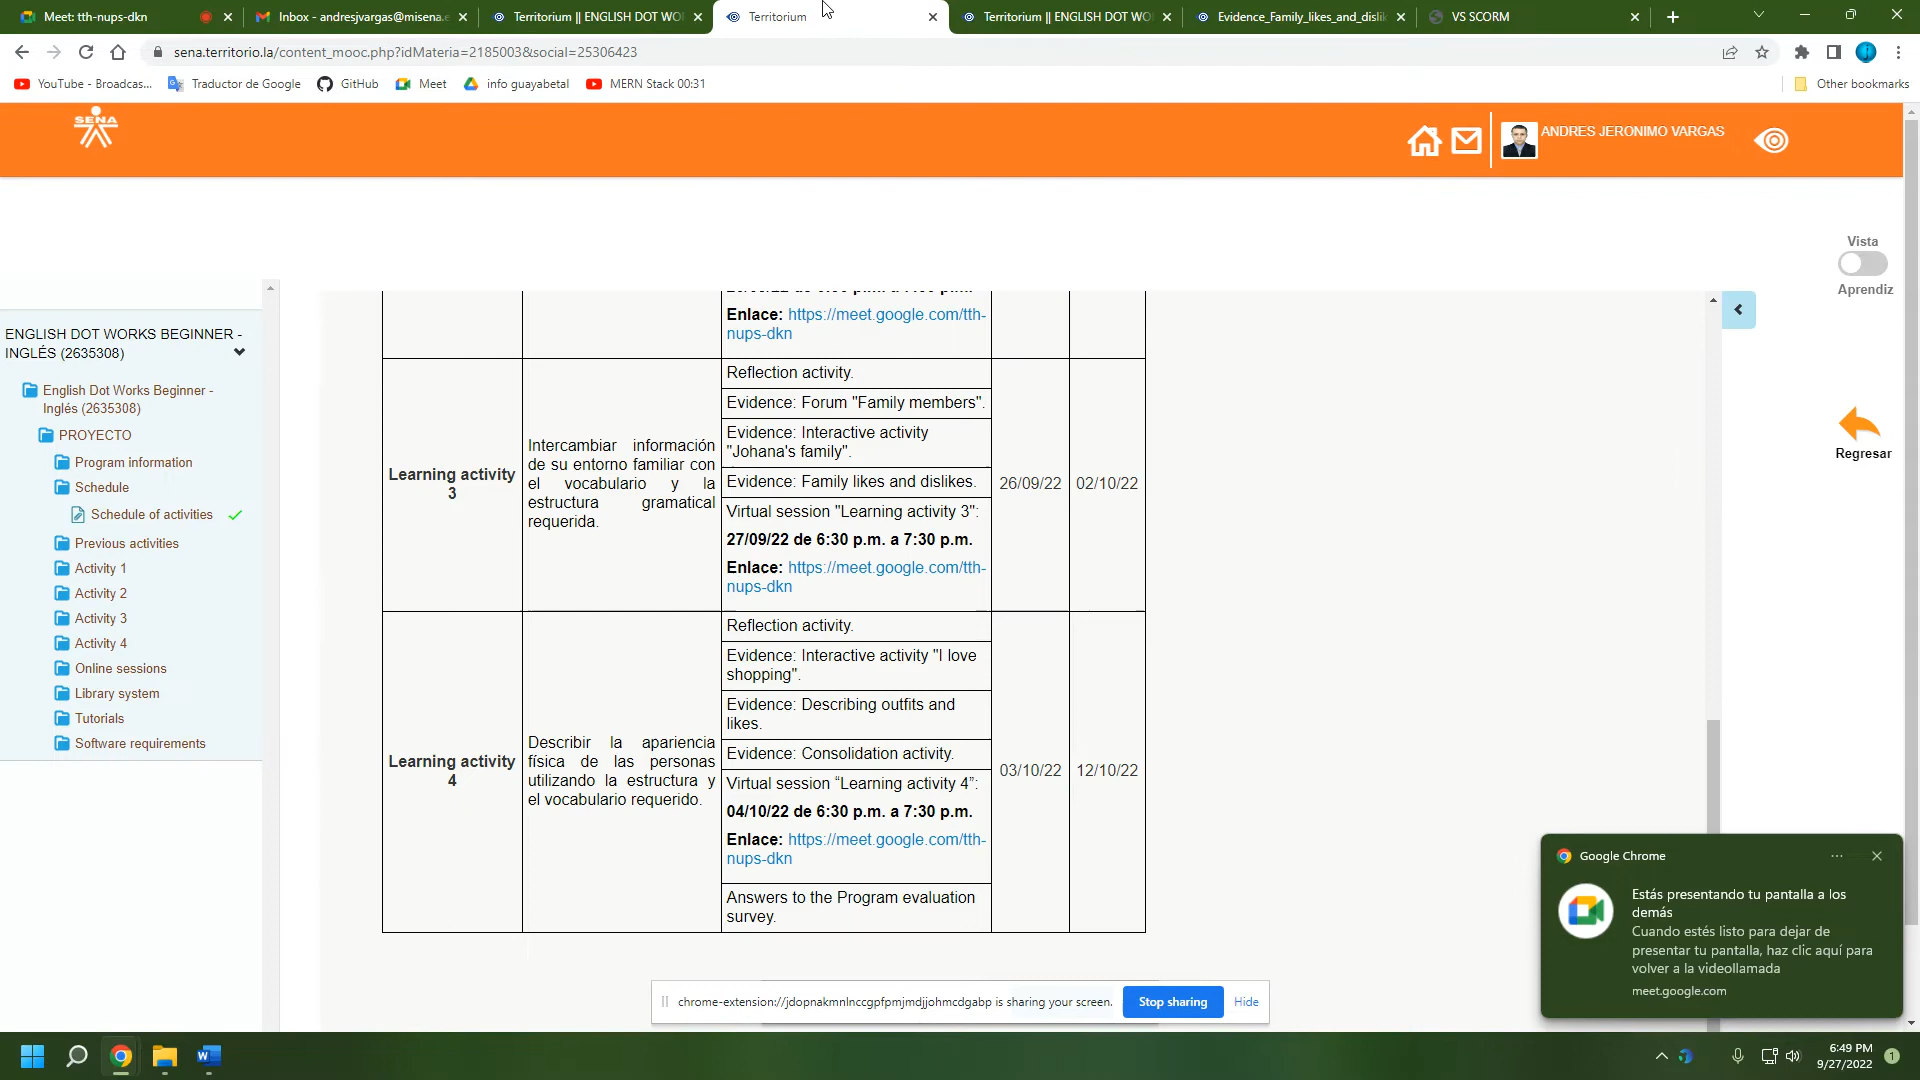 Meet: tth-nups-dkn
Inbox - andresjvargas@misena.e
Territorium || ENGLISH DOT WO
Territorium
Territorium || ENGLISH DOT WO
Evidence_Family_likes_and_dislik
VS SCORM
sena.territorio.la/content_mooc.php?idMateria=2185003&social=25306423
YouTube - Broadcas...
Traductor de Google
GitHub
Meet
info guayabetal
MERN Stack 00:31
Other bookmarks
SENA
ANDRES JERONIMO VARGAS
Vista
Aprendiz
Regresar
ENGLISH DOT WORKS BEGINNER -
INGLÉS (2635308)
English Dot Works Beginner -
Inglés (2635308)
PROYECTO
Program information
Schedule
Schedule of activities
Previous activities
Activity 1
Activity 2
Activity 3
Activity 4
Online sessions
Library system
Tutorials
Software requirements
Enlace: https://meet.google.com/tth-
nups-dkn
Learning activity
3
Intercambiar información
de su entorno familiar con
el vocabulario y la
estructura gramatical
requerida.
Reflection activity.
Evidence: Forum "Family members".
Evidence: Interactive activity
"Johana's family".
Evidence: Family likes and dislikes.
Virtual session "Learning activity 3":
27/09/22 de 6:30 p.m. a 7:30 p.m.
Enlace: https://meet.google.com/tth-
nups-dkn
26/09/22
02/10/22
Learning activity
4
Describir la apariencia
física de las personas
utilizando la estructura y
el vocabulario requerido.
Reflection activity.
Evidence: Interactive activity "I love
shopping".
Evidence: Describing outfits and
likes.
Evidence: Consolidation activity.
Virtual session “Learning activity 4”:
04/10/22 de 6:30 p.m. a 7:30 p.m.
Enlace: https://meet.google.com/tth-
nups-dkn
Answers to the Program evaluation
survey.
03/10/22
12/10/22
Google Chrome
Estás presentando tu pantalla a los
demás
Cuando estés listo para dejar de
presentar tu pantalla, haz clic aquí para
volver a la videollamada
meet.google.com
chrome-extension://jdopnakmnlnccgpfpmjmdjjohmcdgabp is sharing your screen.
Stop sharing
Hide
6:49 PM
9/27/2022
1